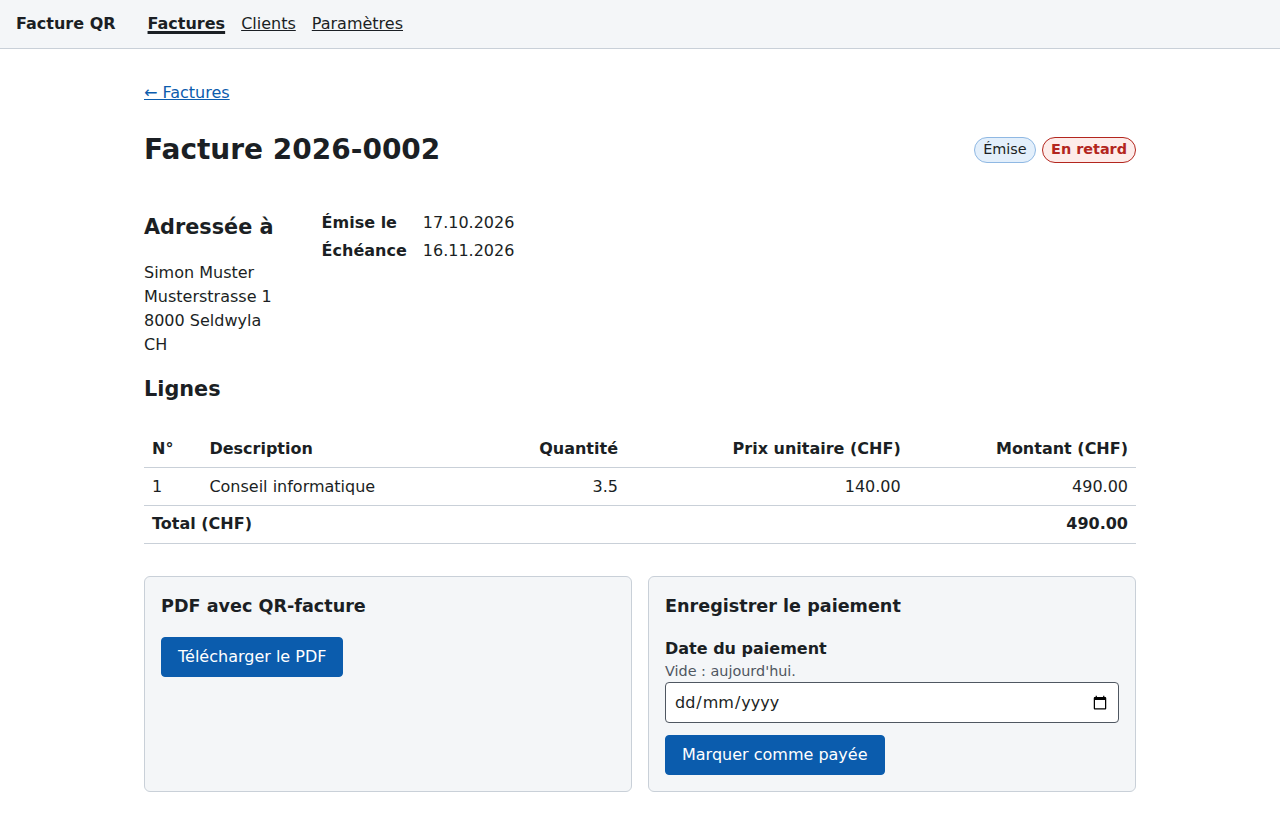 Facture QR Factures Clients Paramètres
← Factures
Facture 2026-0002 Émise En retard
Adressée à
Émise le 17.10.2026
Échéance 16.11.2026
Simon Muster
Musterstrasse 1
8000 Seldwyla
CH
Lignes
N° Description Quantité Prix unitaire (CHF) Montant (CHF)
1 Conseil informatique 3.5 140.00 490.00
Total (CHF) 490.00
PDF avec QR-facture
Télécharger le PDF
Enregistrer le paiement
Date du paiement
Vide : aujourd'hui.
dd/mm/yyyy
Marquer comme payée